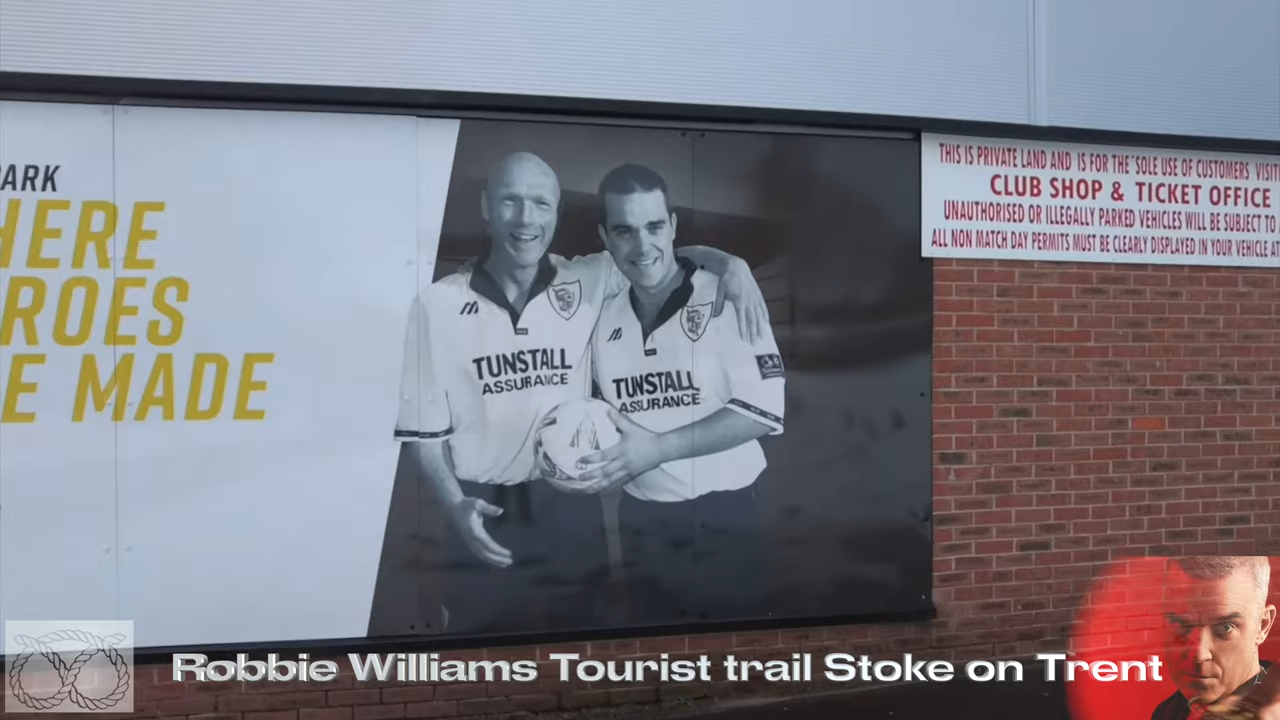 ARK
HERE
ROES
E MADE
TUNSTALL
ASSURANCE
TUNSTALL
ASSURANCE
THIS IS PRIVATE LAND AND IS FOR THE SOLE USE OF CUSTOMERS VISIT
CLUB SHOP & TICKET OFFICE
UNAUTHORISED OR ILLEGALLY PARKED VEHICLES WILL BE SUBJECT TO
ALL NON MATCH DAY PERMITS MUST BE CLEARLY DISPLAYED IN YOUR VEHICLE AT
Robbie Williams Tourist trail Stoke on Trent